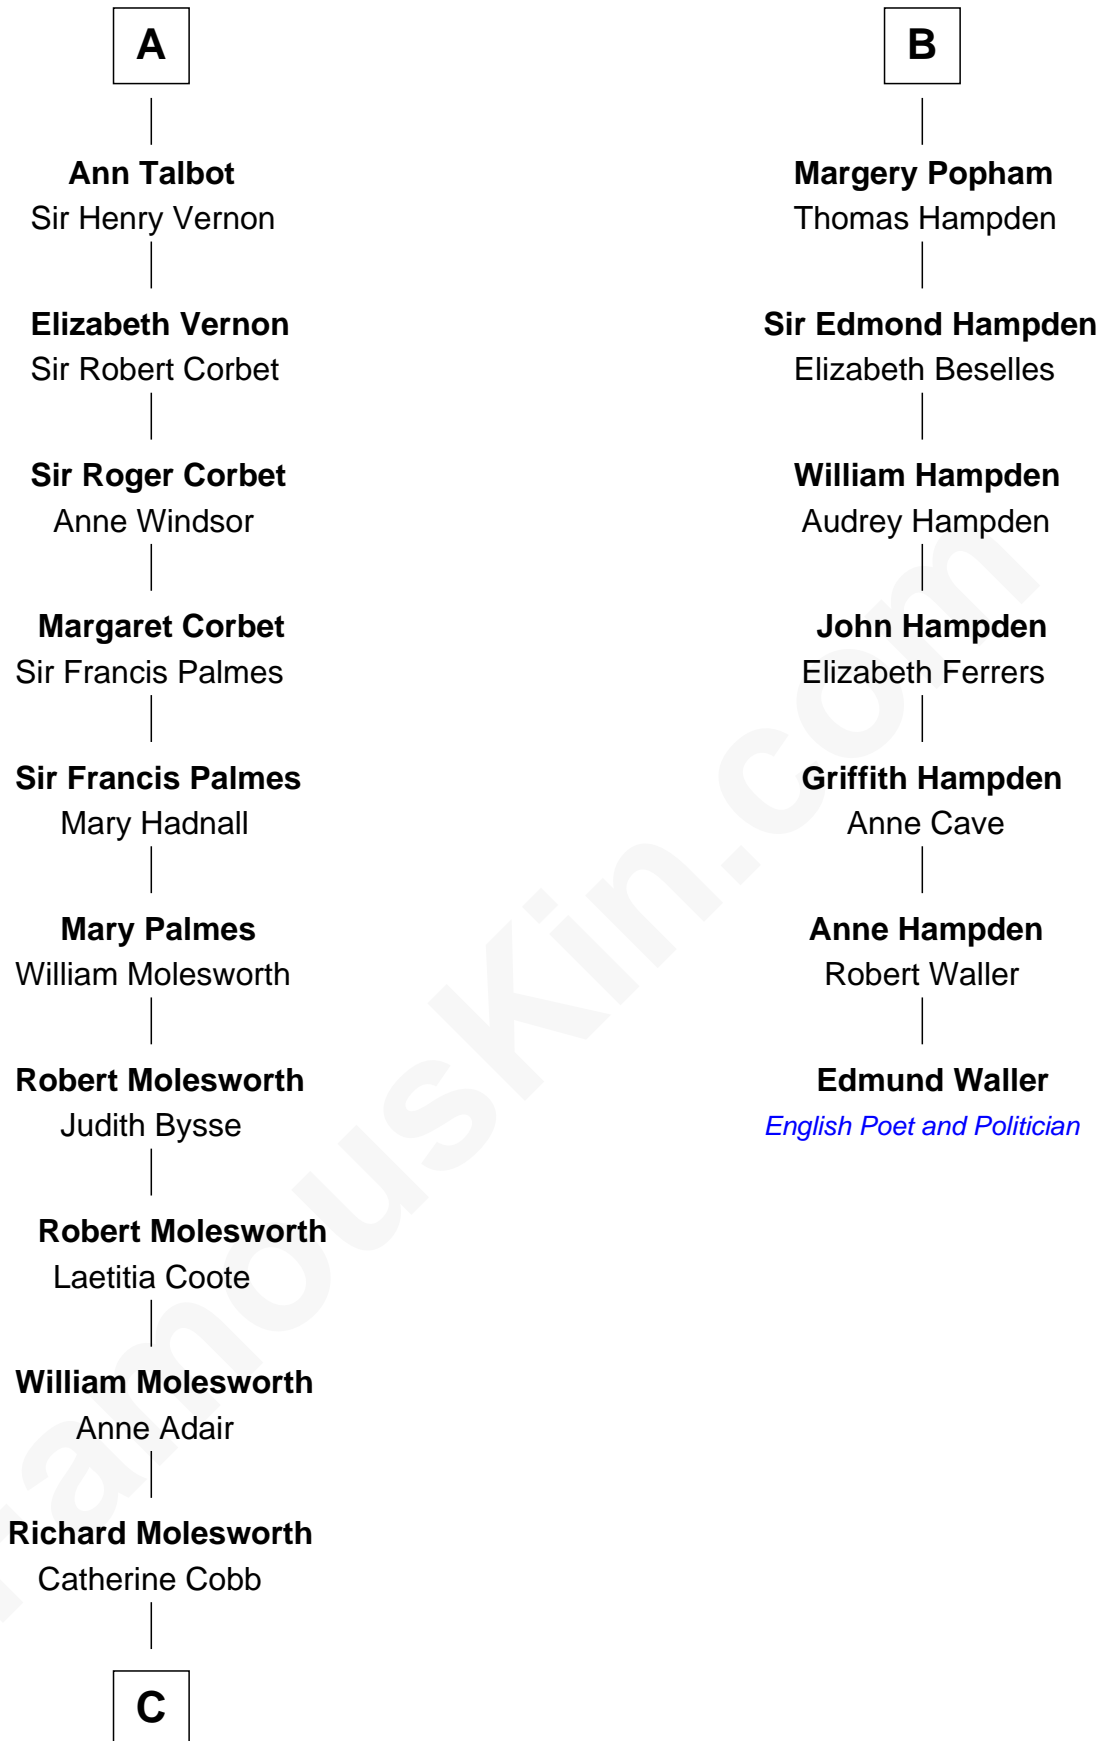 A
Ann Talbot
Sir Henry Vernon
Elizabeth Vernon
Sir Robert Corbet
Sir Roger Corbet
Anne Windsor
Margaret Corbet
Sir Francis Palmes
Sir Francis Palmes
Mary Hadnall
Mary Palmes
William Molesworth
Robert Molesworth
Judith Bysse
Robert Molesworth
Laetitia Coote
William Molesworth
Anne Adair
Richard Molesworth
Catherine Cobb
C
B
Margery Popham
Thomas Hampden
Sir Edmond Hampden
Elizabeth Beselles
William Hampden
Audrey Hampden
John Hampden
Elizabeth Ferrers
Griffith Hampden
Anne Cave
Anne Hampden
Robert Waller
Edmund Waller
English Poet and Politician
FamousKin.com